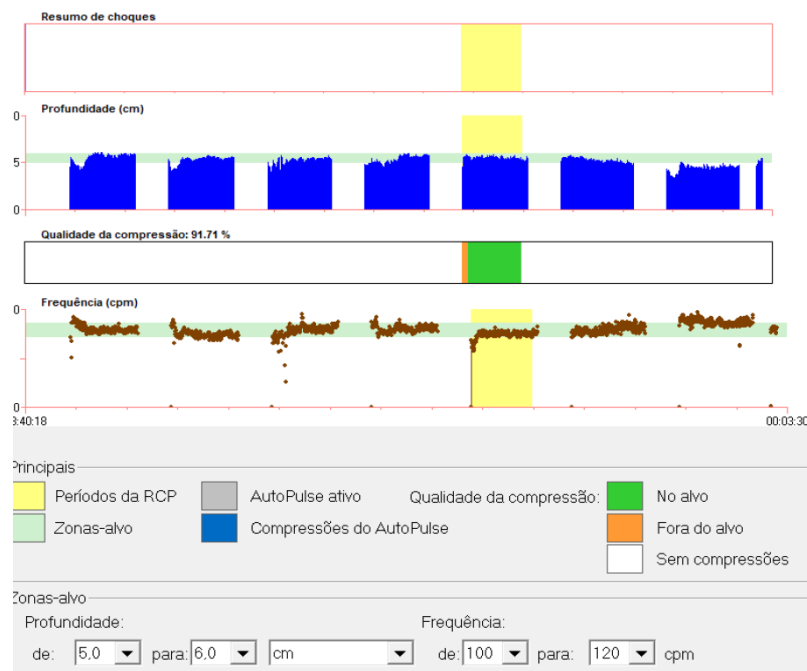 Resumo de choques
Profundidade (cm)
0
5
0
Qualidade da compressão: 91.71 %
Frequência (cpm)
0
0
3:40:18 00:03:30
Principais
Períodos da RCP AutoPulse ativo Qualidade da compressão: No alvo
Zonas-alvo Compressões do AutoPulse Fora do alvo
Sem compressões
Zonas-alvo
Profundidade: Frequência:
de: 5,0 para: 6,0 cm de: 100 para: 120 cpm